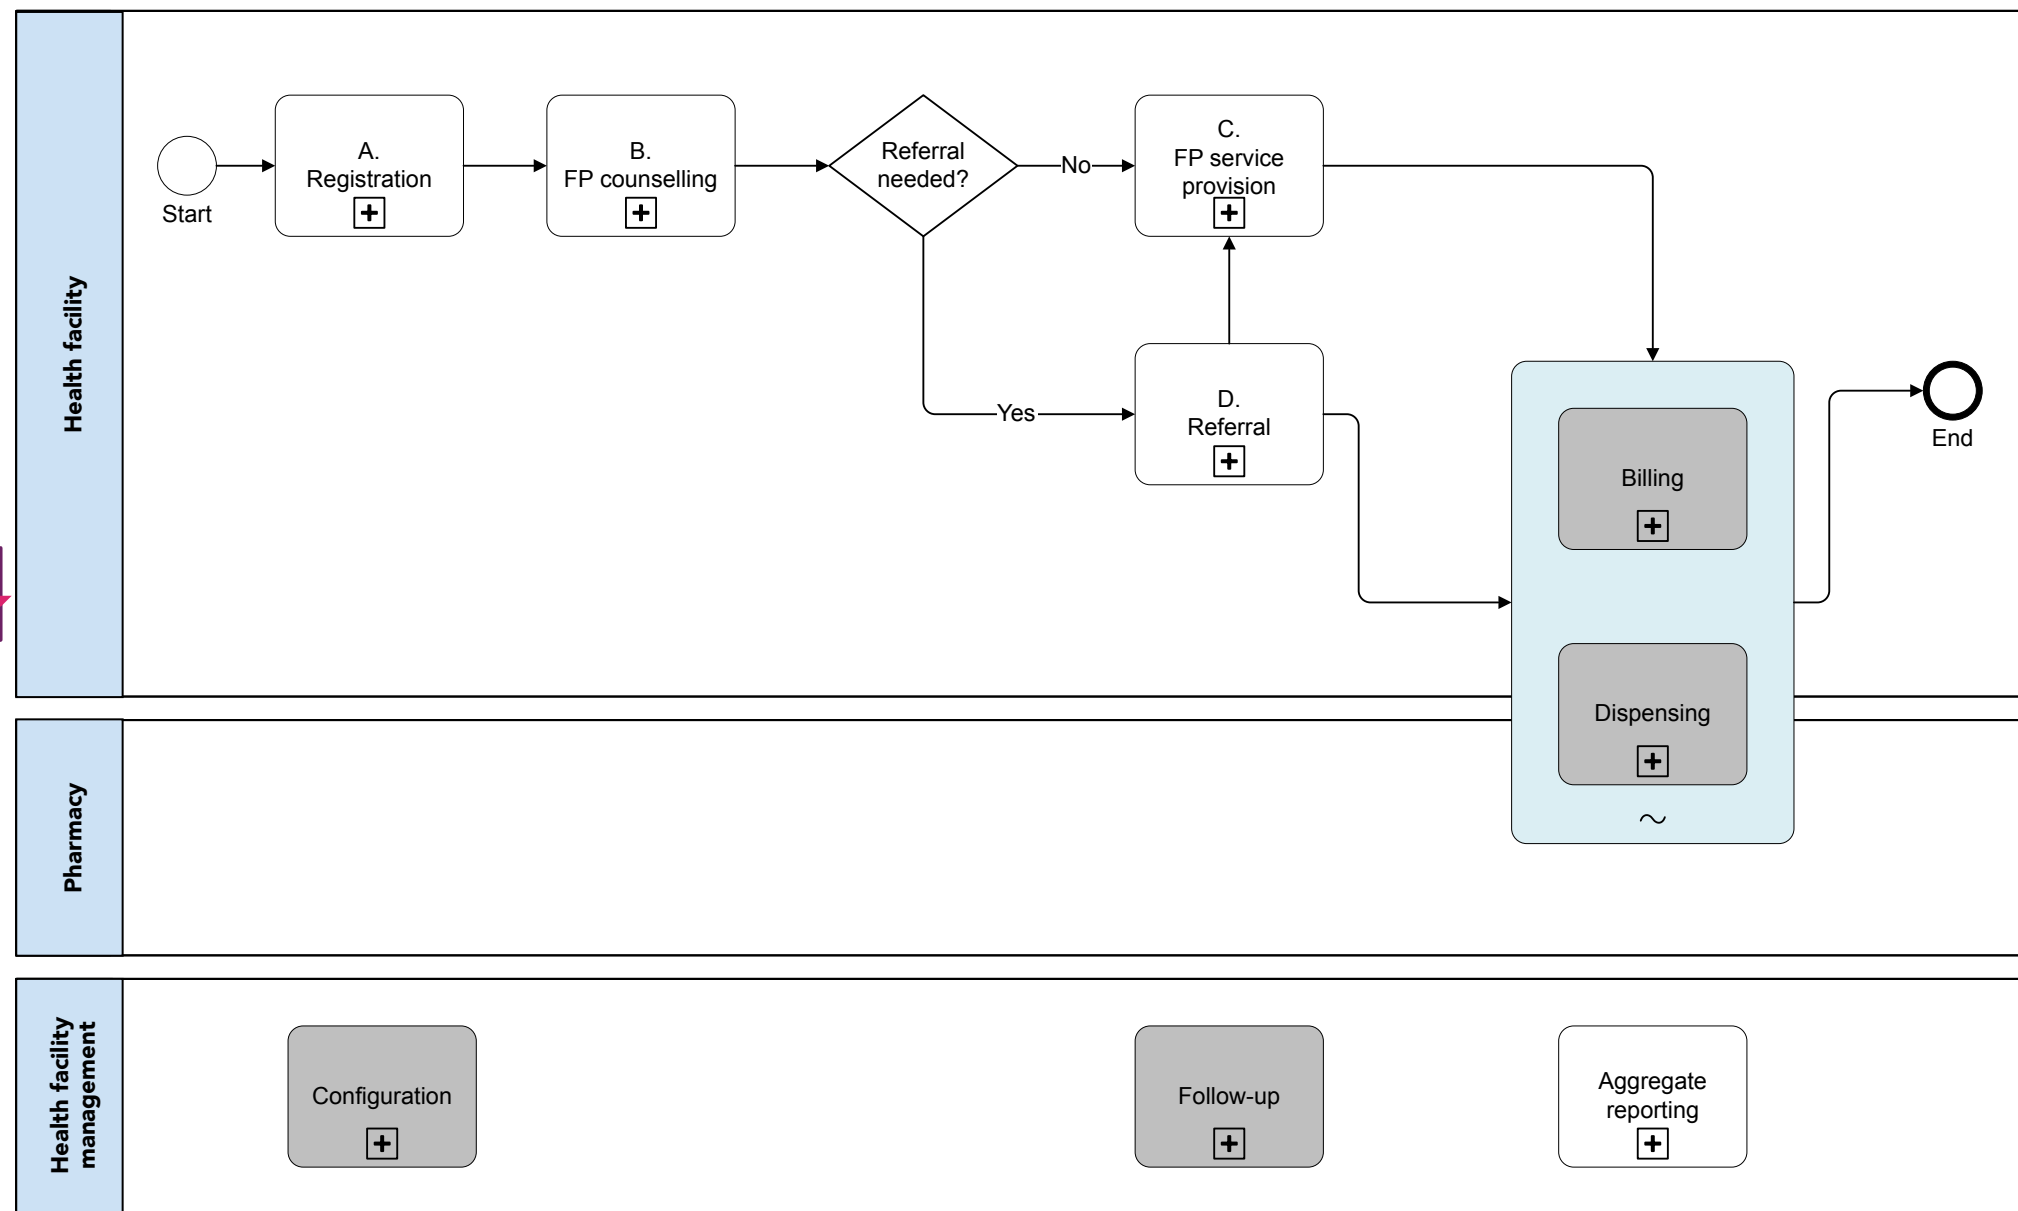 Health facility
Start
A.
Registration
B.
FP counselling
Referral
needed?
No
C.
FP service
provision
Yes
D.
Referral
Billing
End
Dispensing
Pharmacy
Health facility
management
Configuration
Follow-up
Aggregate
reporting